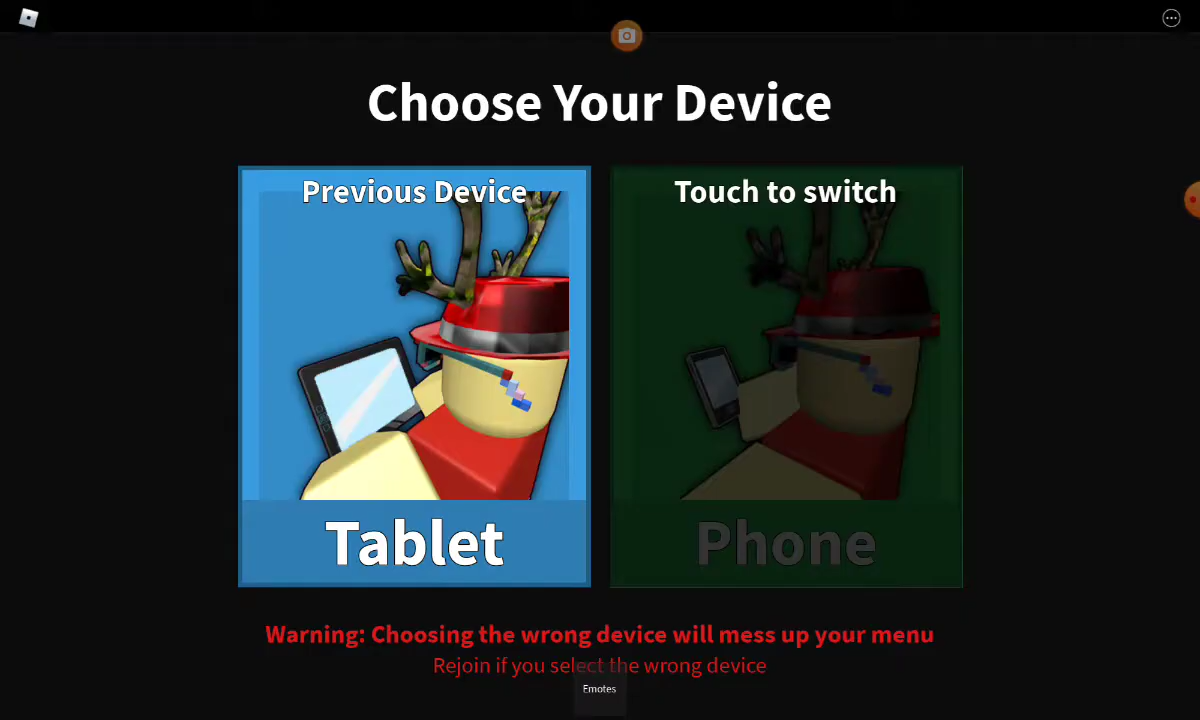 Choose Your Device
Previous Device
Tablet
Touch to switch
Phone
Warning: Choosing the wrong device will mess up your menu
Rejoin if you select the wrong device
Emotes